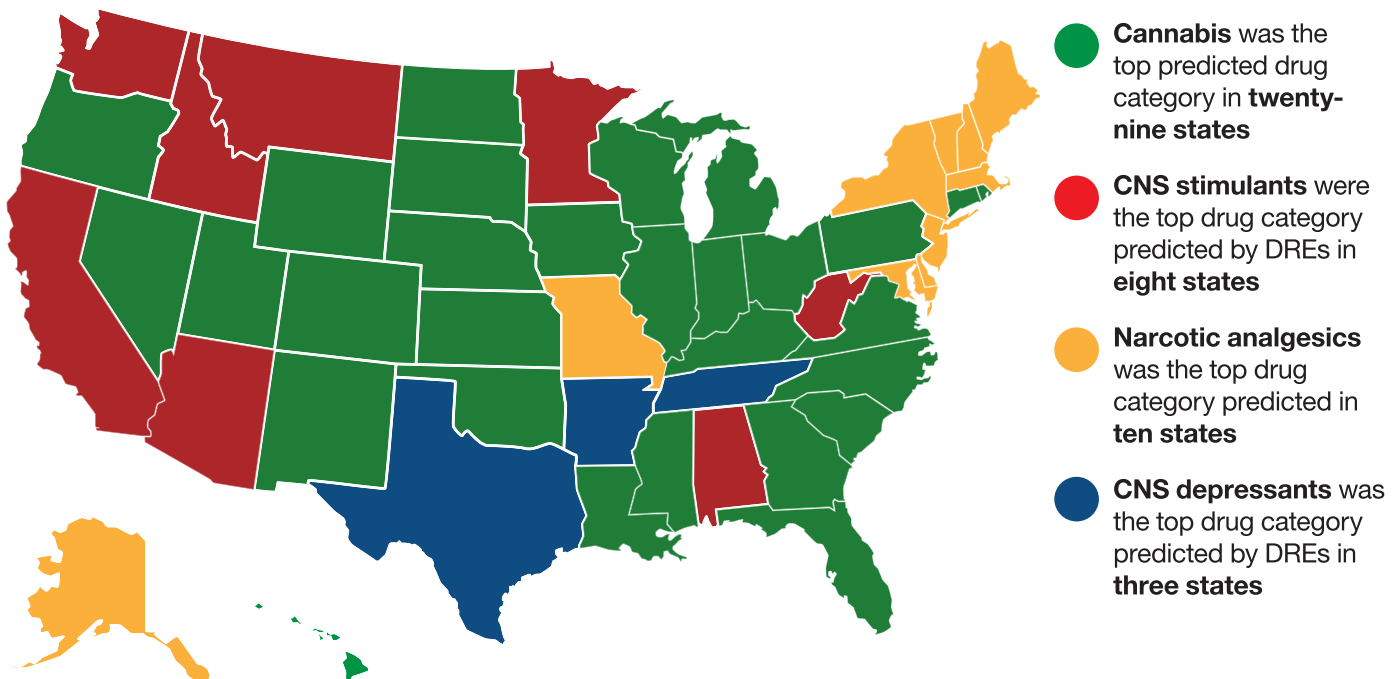 Cannabis was the
top predicted drug
category in twenty-
nine states
CNS stimulants were
the top drug category
predicted by DREs in
eight states
Narcotic analgesics
was the top drug
category predicted in
ten states
CNS depressants was
the top drug category
predicted by DREs in
three states